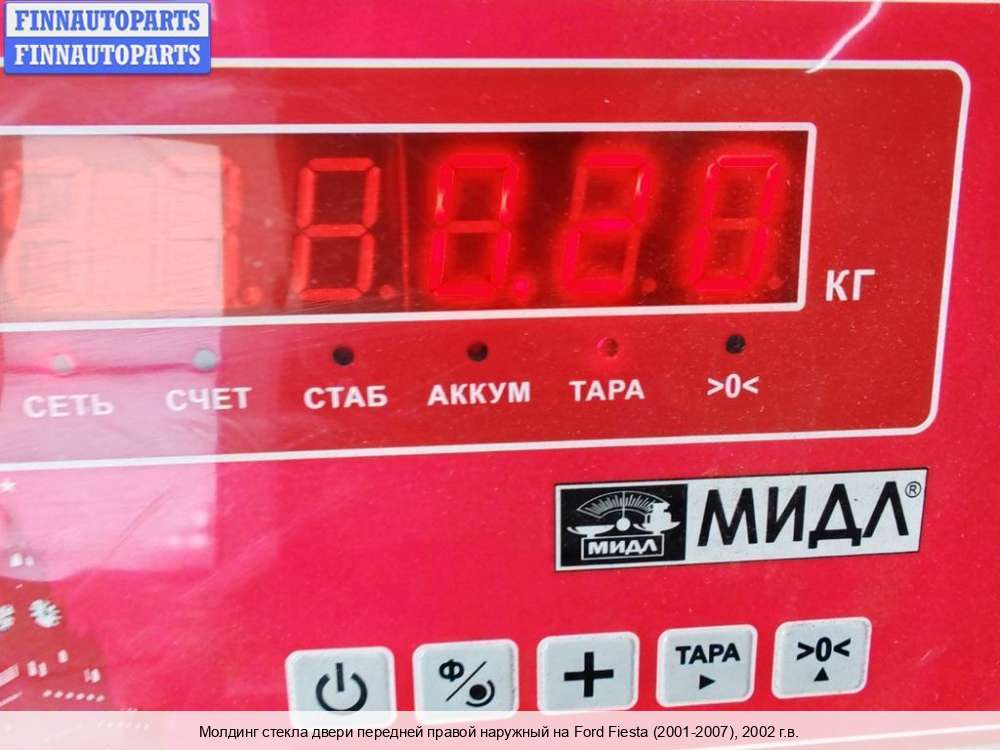 FINNAUTOPARTS
FINNAUTOPARTS
0.20
КГ
СЕТЬ СЧЕТ СТАБ АККУМ ТАРА >0<
МИДЛ МИДЛ®
Ф ТАРА >0<
Молдинг стекла двери передней правой наружный на Ford Fiesta (2001-2007), 2002 г.в.